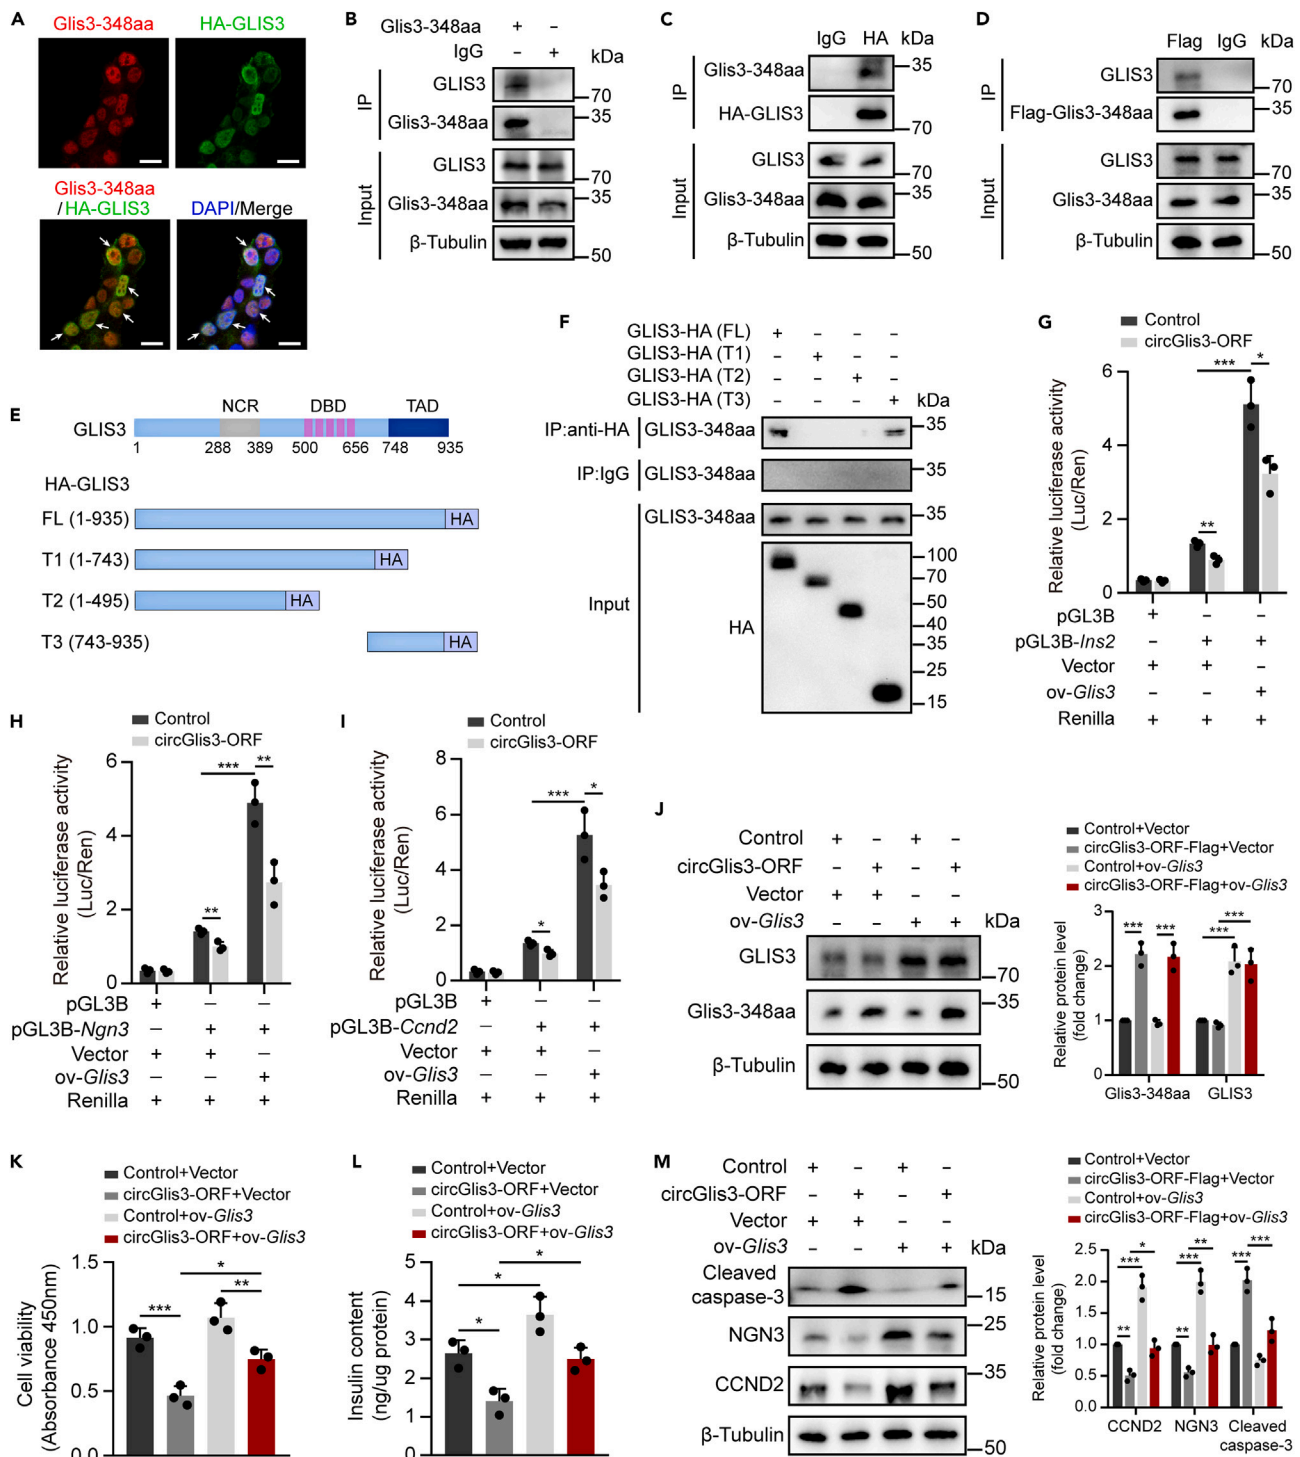 A
Glis3-348aa
HA-GLIS3
Glis3-348aa
/HA-GLIS3
DAPI/Merge
B
Glis3-348aa + −
IgG − + kDa
IP
GLIS3
70
Glis3-348aa
35
Input
GLIS3
70
Glis3-348aa
35
β-Tubulin
50
C
IgG HA kDa
IP
Glis3-348aa
35
HA-GLIS3
70
Input
GLIS3
70
Glis3-348aa
35
β-Tubulin
50
D
Flag IgG kDa
IP
GLIS3
70
Flag-Glis3-348aa
35
Input
GLIS3
70
Glis3-348aa
35
β-Tubulin
50
E
NCR DBD TAD
GLIS3
1 288 389 500 656 748 935
HA-GLIS3
FL (1-935) HA
T1 (1-743) HA
T2 (1-495) HA
T3 (743-935) HA
F
GLIS3-HA (FL) + − − −
GLIS3-HA (T1) − + − −
GLIS3-HA (T2) − − + −
GLIS3-HA (T3) − − − + kDa
IP:anti-HA GLIS3-348aa 35
IP:IgG GLIS3-348aa 35
Input
GLIS3-348aa 35
HA
100
70
50
40
35
25
15
G
Control
circGlis3-ORF
Relative luciferase activity
(Luc/Ren)
6
4
2
0
*** *
**
pGL3B + − −
pGL3B-Ins2 − + +
Vector + + −
ov-Glis3 − − +
Renilla + + +
H
Control
circGlis3-ORF
Relative luciferase activity
(Luc/Ren)
6
4
2
0
*** **
**
pGL3B + − −
pGL3B-Ngn3 − + +
Vector + + −
ov-Glis3 − − +
Renilla + + +
I
Control
circGlis3-ORF
Relative luciferase activity
(Luc/Ren)
8
6
4
2
0
*** *
*
pGL3B + − −
pGL3B-Ccnd2 − + +
Vector + + −
ov-Glis3 − − +
Renilla + + +
J
Control + − + −
circGlis3-ORF − + − +
Vector + + − −
ov-Glis3 − − + + kDa
GLIS3
70
Glis3-348aa
35
β-Tubulin
50
Control+Vector
circGlis3-ORF-Flag+Vector
Control+ov-Glis3
circGlis3-ORF-Flag+ov-Glis3
Relative protein level
(fold change)
3
2
1
0
*** *** *** ***
Glis3-348aa GLIS3
K
Control+Vector
circGlis3-ORF+Vector
Control+ov-Glis3
circGlis3-ORF+ov-Glis3
Cell viability
(Absorbance 450nm)
1.5
1.0
0.5
0.0
*
**
***
L
Control+Vector
circGlis3-ORF+Vector
Control+ov-Glis3
circGlis3-ORF+ov-Glis3
Insulin content
(ng/ug protein)
5
4
3
2
1
0
*
*
*
M
Control + − + −
circGlis3-ORF − + − +
Vector + + − −
ov-Glis3 − − + + kDa
Cleaved
caspase-3
15
NGN3
25
CCND2
35
β-Tubulin
50
Control+Vector
circGlis3-ORF-Flag+Vector
Control+ov-Glis3
circGlis3-ORF-Flag+ov-Glis3
Relative protein level
(fold change)
2.5
2.0
1.5
1.0
0.5
0.0
* ** *** ***
*** ***
** **
CCND2 NGN3 Cleaved
caspase-3